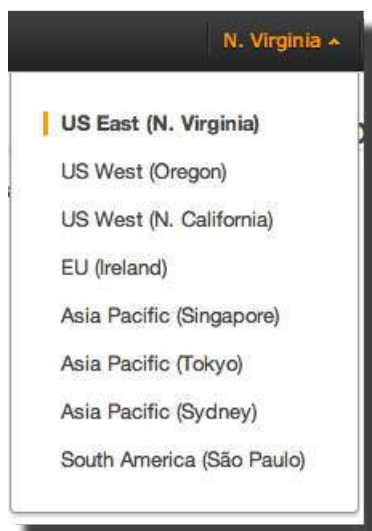 N. Virginia
US East (N. Virginia)
US West (Oregon)
US West (N. California)
EU (Ireland)
Asia Pacific (Singapore)
Asia Pacific (Tokyo)
Asia Pacific (Sydney)
South America (São Paulo)